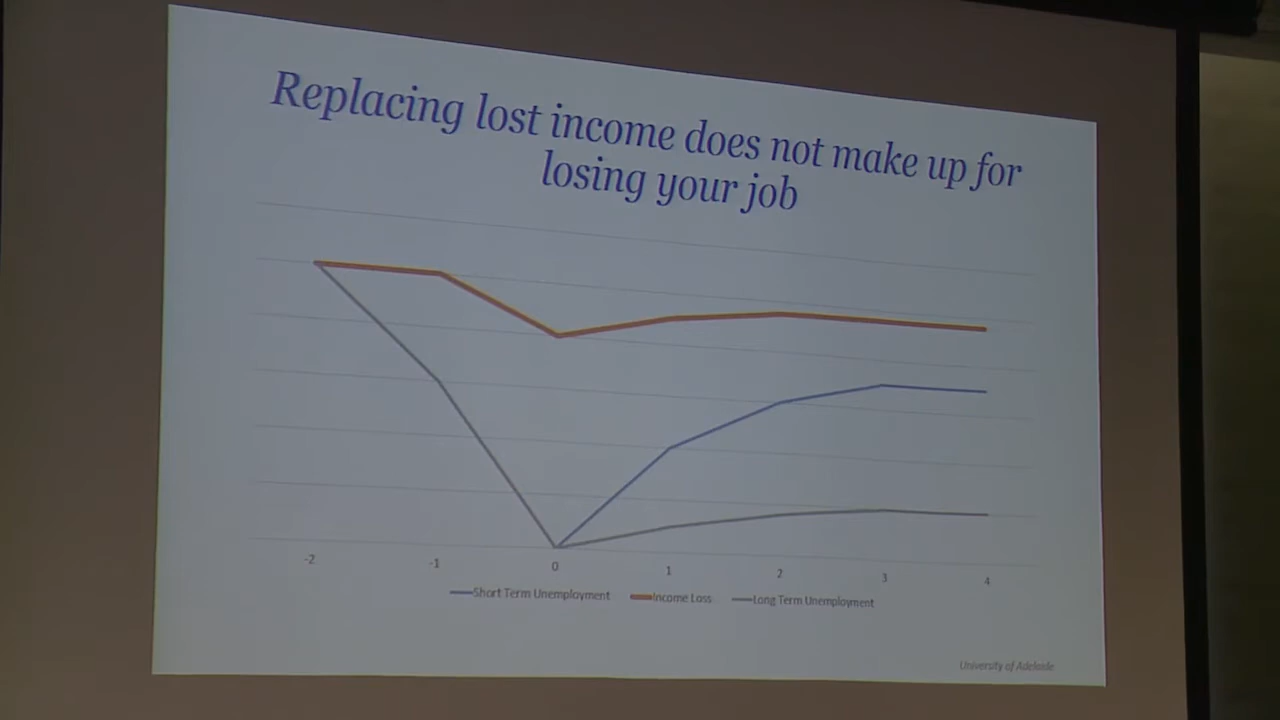 Replacing lost income does not make up for
losing your job
-2 -1 0 1 2 3 4
Short Term Unemployment Income Loss Long Term Unemployment
University of Adelaide